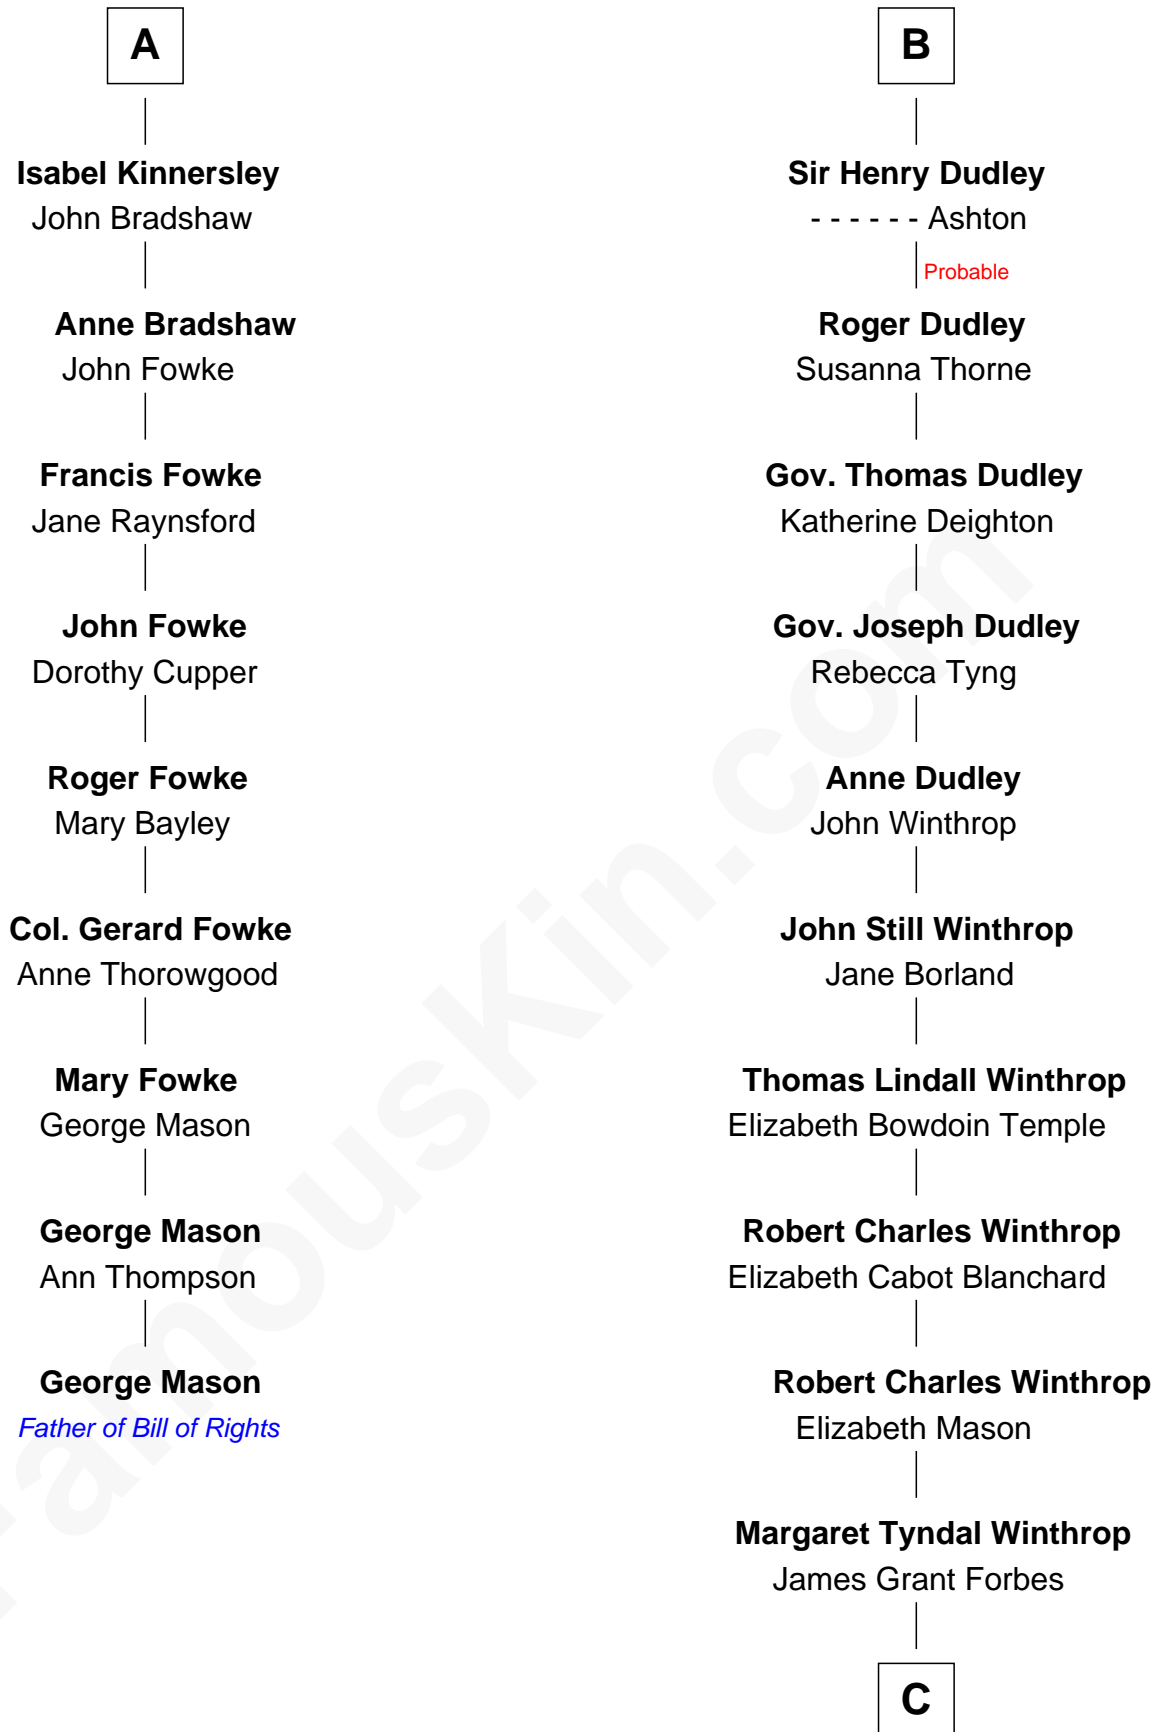 A
Isabel Kinnersley
John Bradshaw
Anne Bradshaw
John Fowke
Francis Fowke
Jane Raynsford
John Fowke
Dorothy Cupper
Roger Fowke
Mary Bayley
Col. Gerard Fowke
Anne Thorowgood
Mary Fowke
George Mason
George Mason
Ann Thompson
George Mason
Father of Bill of Rights
B
Sir Henry Dudley
- - - - - - Ashton
Probable
Roger Dudley
Susanna Thorne
Gov. Thomas Dudley
Katherine Deighton
Gov. Joseph Dudley
Rebecca Tyng
Anne Dudley
John Winthrop
John Still Winthrop
Jane Borland
Thomas Lindall Winthrop
Elizabeth Bowdoin Temple
Robert Charles Winthrop
Elizabeth Cabot Blanchard
Robert Charles Winthrop
Elizabeth Mason
Margaret Tyndal Winthrop
James Grant Forbes
C
FamousKin.com